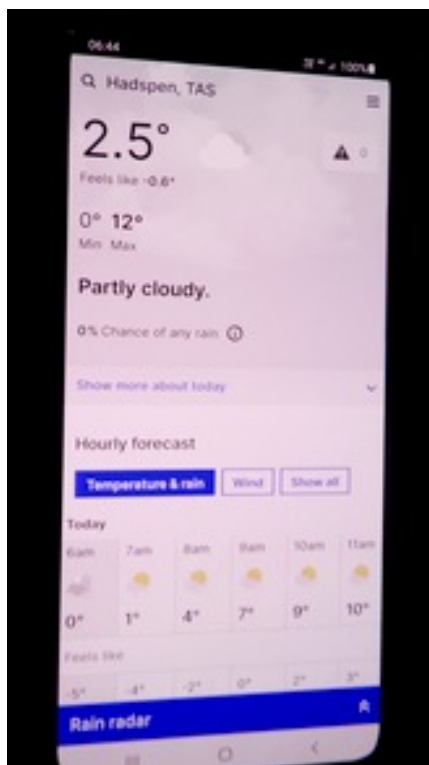 06:44 100%
Hadspen, TAS
2.5°
0
Feels like -0.6°
0° 12°
Min Max
Partly cloudy.
0% Chance of any rain
Show more about today
Hourly forecast
Temperature & rain Wind Show all
Today
6am 7am 8am 9am 10am 11am
0° 1° 4° 7° 9° 10°
Feels like
-5° -4° -2° 0° 2° 3°
Rain radar